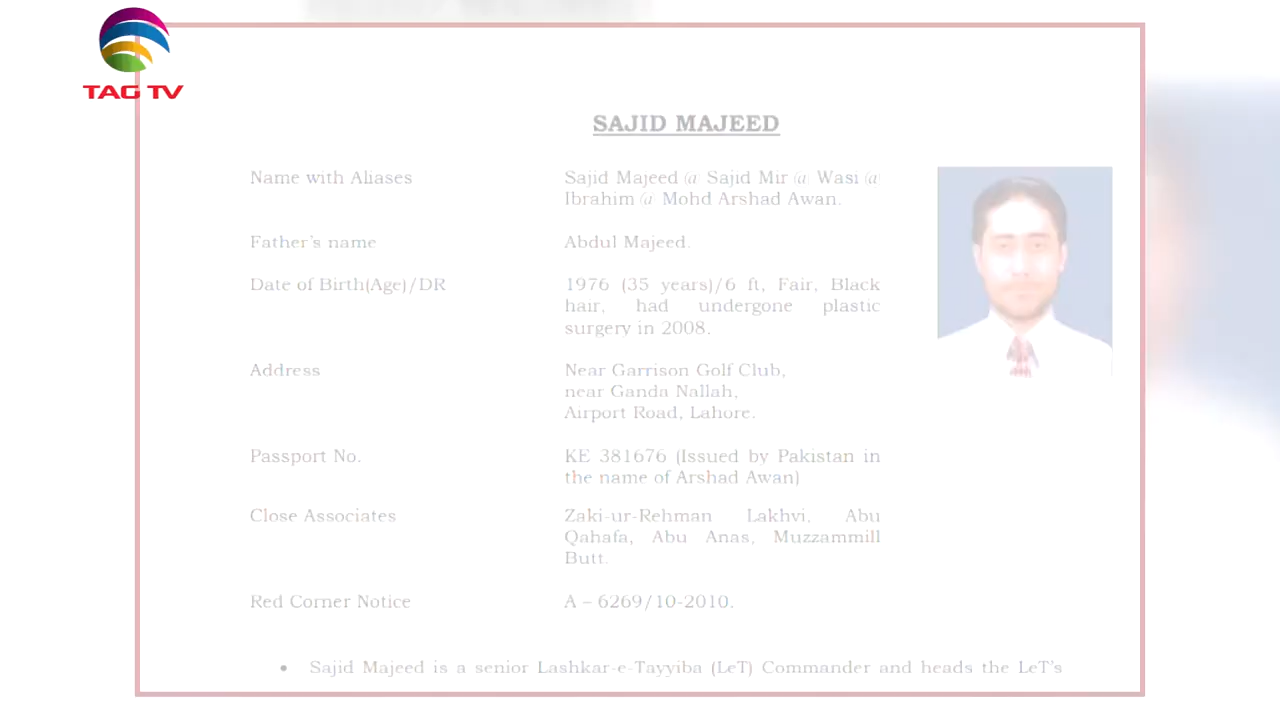 TAG TV
SAJID MAJEED
Name with Aliases
Sajid Majeed @ Sajid Mir @ Wasi @
Ibrahim @ Mohd Arshad Awan.
Father's name
Abdul Majeed.
Date of Birth(Age)/DR
1976 (35 years)/6 ft, Fair, Black
hair, had undergone plastic
surgery in 2008.
Address
Near Garrison Golf Club,
near Ganda Nallah,
Airport Road, Lahore.
Passport No.
KE 381676 (Issued by Pakistan in
the name of Arshad Awan)
Close Associates
Zaki-ur-Rehman Lakhvi, Abu
Qahafa, Abu Anas, Muzzammill
Butt.
Red Corner Notice
A – 6269/10-2010.
• Sajid Majeed is a senior Lashkar-e-Tayyiba (LeT) Commander and heads the LeT's